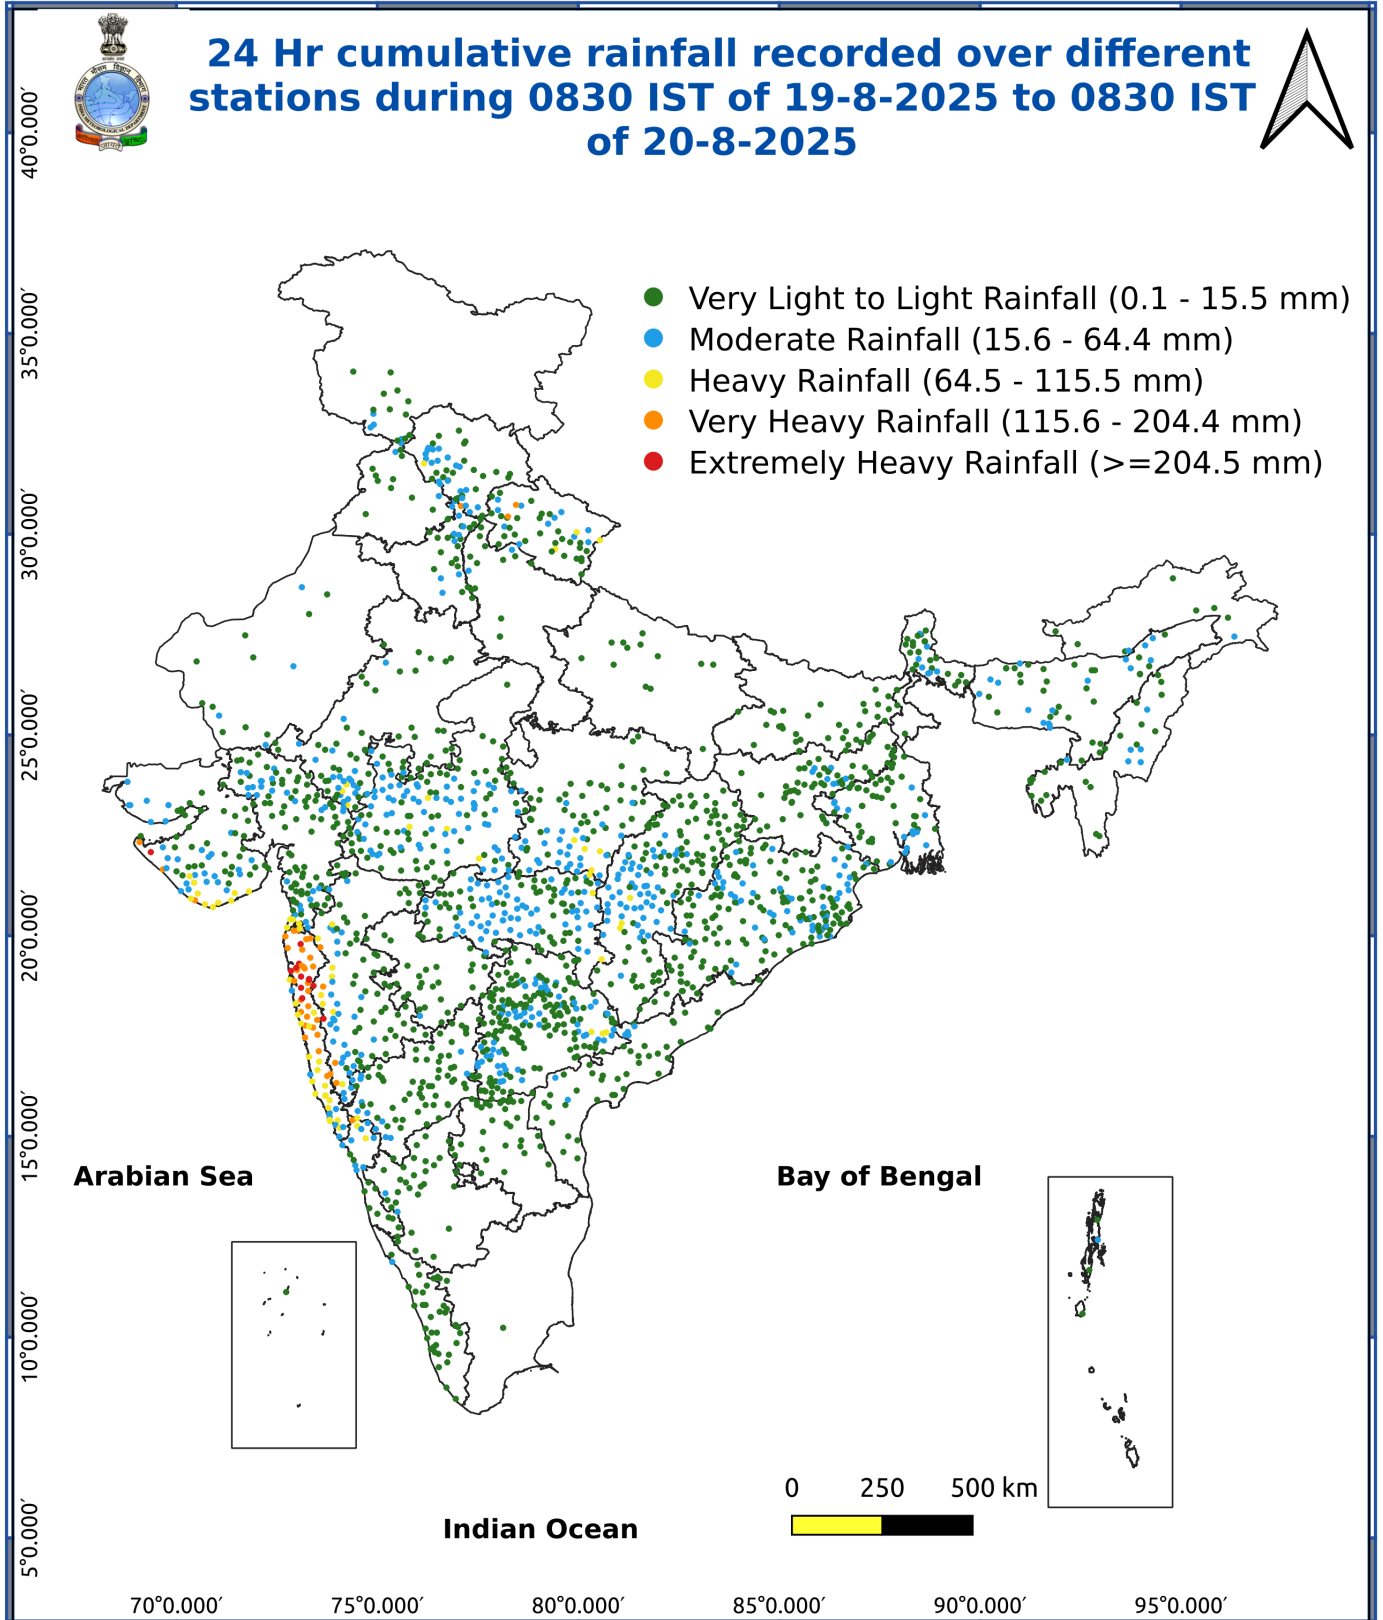 24 Hr cumulative rainfall recorded over different
stations during 0830 IST of 19-8-2025 to 0830 IST
of 20-8-2025
Very Light to Light Rainfall (0.1 - 15.5 mm)
Moderate Rainfall (15.6 - 64.4 mm)
Heavy Rainfall (64.5 - 115.5 mm)
Very Heavy Rainfall (115.6 - 204.4 mm)
Extremely Heavy Rainfall (>=204.5 mm)
40°0.000′
35°0.000′
30°0.000′
25°0.000′
20°0.000′
15°0.000′
10°0.000′
5°0.000′
Arabian Sea
Bay of Bengal
0 250 500 km
Indian Ocean
70°0.000′ 75°0.000′ 80°0.000′ 85°0.000′ 90°0.000′ 95°0.000′